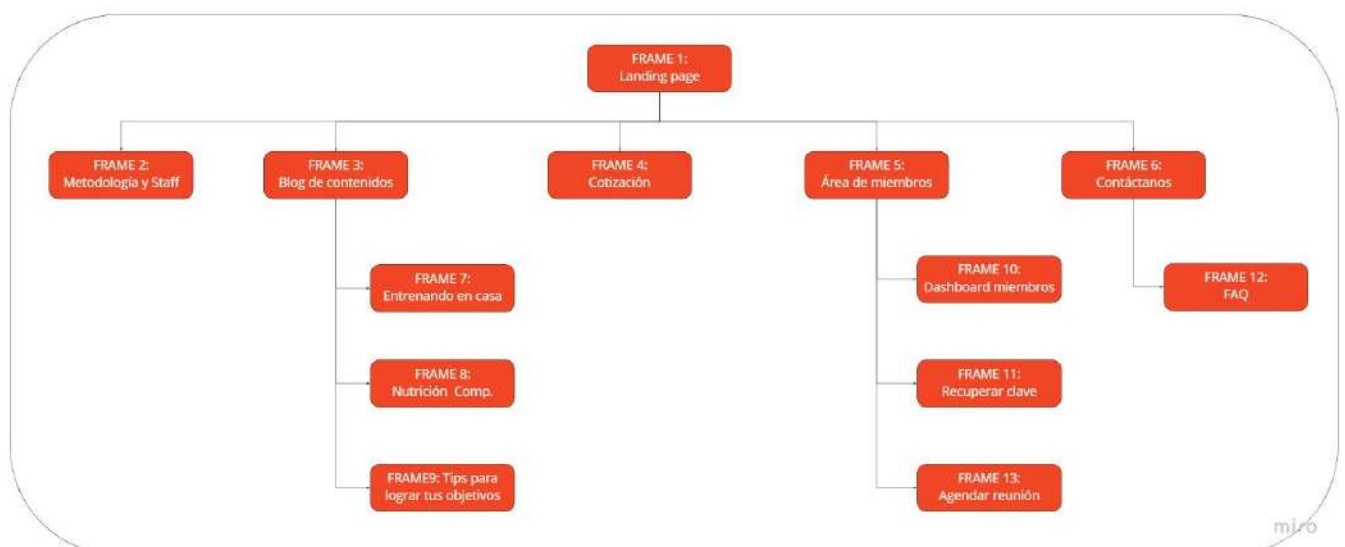 FRAME 1:
Landing page
FRAME 2:
Metodología y Staff
FRAME 3:
Blog de contenidos
FRAME 4:
Cotización
FRAME 5:
Área de miembros
FRAME 6:
Contáctanos
FRAME 7:
Entrenando en casa
FRAME 8:
Nutrición Comp.
FRAME9: Tips para
lograr tus objetivos
FRAME 10:
Dashboard miembros
FRAME 11:
Recuperar clave
FRAME 13:
Agendar reunión
FRAME 12:
FAQ
miro